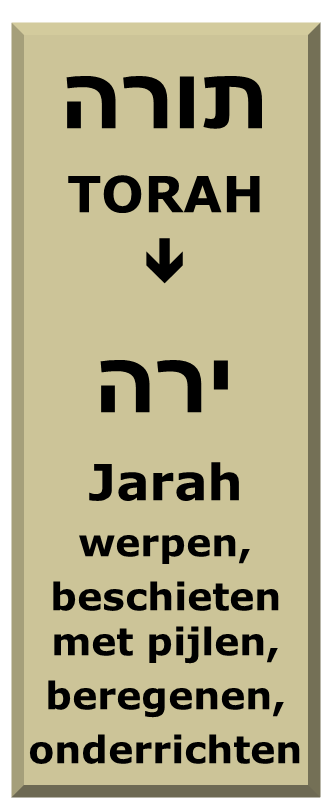 תורה
TORAH
↓
ירה
Jarah
werpen,
beschieten
met pijlen,
beregenen,
onderrichten